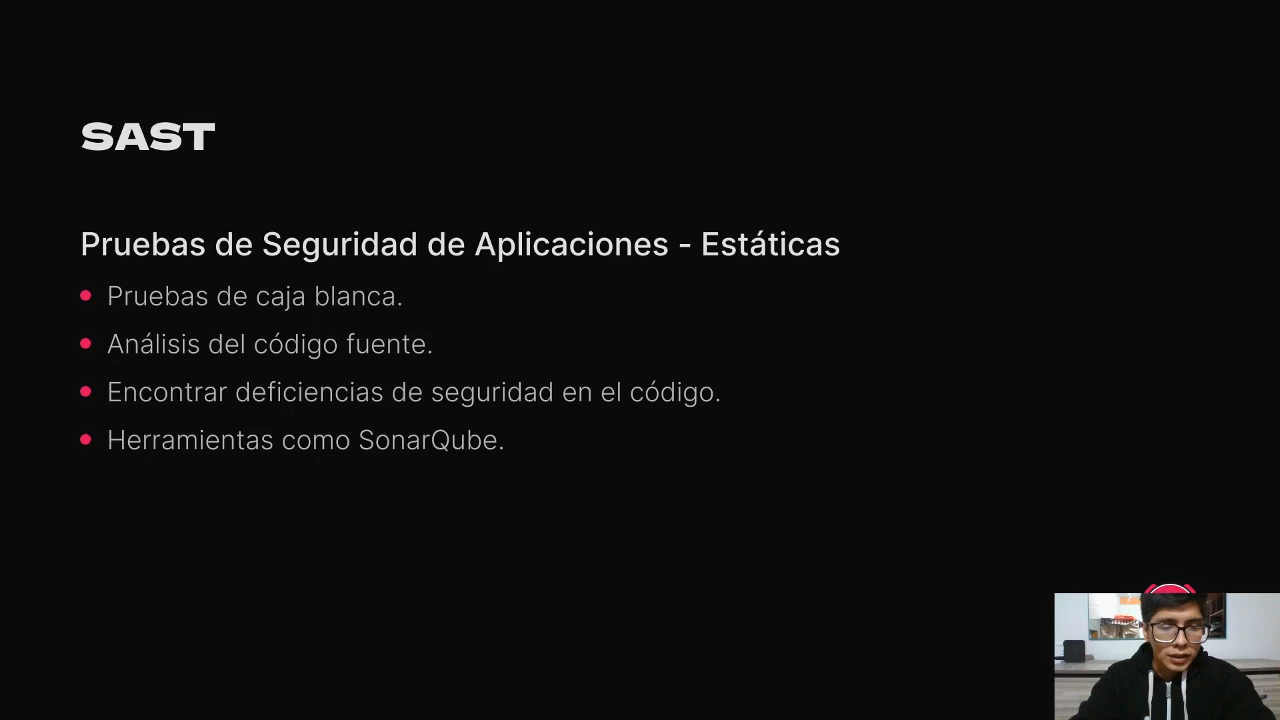 SAST
Pruebas de Seguridad de Aplicaciones - Estáticas
Pruebas de caja blanca.
Análisis del código fuente.
Encontrar deficiencias de seguridad en el código.
Herramientas como SonarQube.